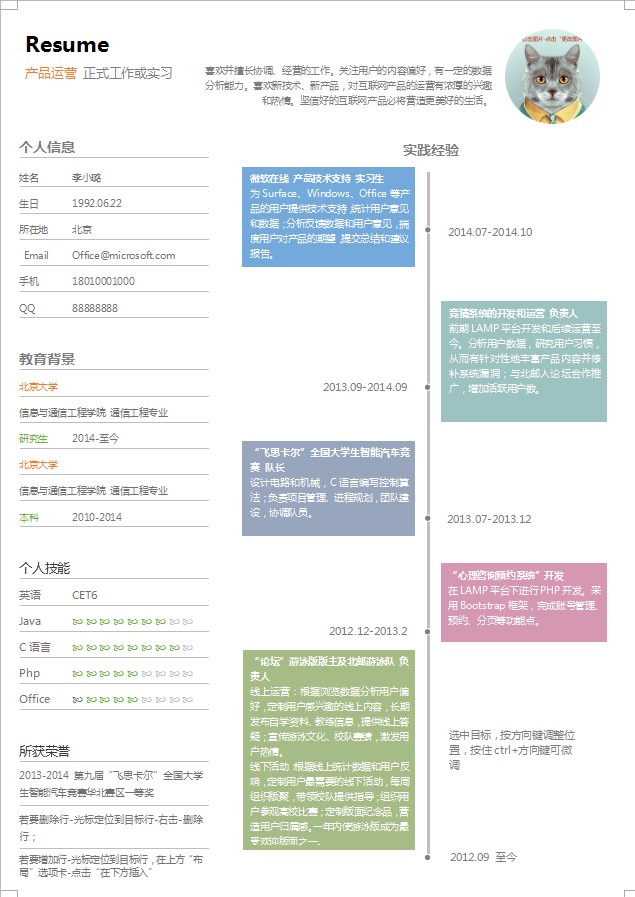 Resume
产品运营 正式工作或实习
喜欢并擅长协调、经营的工作。关注用户的内容偏好，有一定的数据
分析能力。喜欢新技术、新产品，对互联网产品的运营有浓厚的兴趣
和热情。坚信好的互联网产品必将营造更美好的生活。
个人信息
姓名 李小璐
生日 1992.06.22
所在地 北京
Email Office@microsoft.com
手机 18010001000
QQ 88888888
教育背景
北京大学
信息与通信工程学院 通信工程专业
研究生 2014-至今
北京大学
信息与通信工程学院 通信工程专业
本科 2010-2014
个人技能
英语 CET6
Java
C 语言
Php
Office
所获荣誉
2013-2014 第九届“飞思卡尔”全国大学
生智能汽车竞赛华北赛区一等奖
若要删除行-光标定位到目标行-右击-删除
行；
若要增加行-光标定位到目标行，在上方“布
局”选项卡-点击“在下方插入”
实践经验
微软在线 产品技术支持 实习生
为 Surface、Windows、Office 等产
品的用户提供技术支持,统计用户意见
和数据；分析反馈数据和用户意见，揣
度用户对产品的期望,提交总结和建议
报告。
2014.07-2014.10
竞猜系统的开发和运营 负责人
前期 LAMP 平台开发和后续运营至
今。分析用户数据，研究用户习惯，
从而有针对性地丰富产品内容并修
补系统漏洞；与北邮人论坛合作推
广，增加活跃用户数。
2013.09-2014.09
“飞思卡尔”全国大学生智能汽车竞
赛 队长
设计电路和机械，C 语言编写控制算
法；负责项目管理、进程规划，团队建
设，协调队员。
2013.07-2013.12
“心理咨询预约系统”开发
在 LAMP 平台下进行 PHP 开发。采
用 Bootstrap 框架，完成账号管理、
预约、分页等功能点。
2012.12-2013.2
“论坛”游泳版版主及北邮游泳队 负
责人
线上运营：根据浏览数据分析用户偏
好，定制用户感兴趣的线上内容，长期
发布自学资料、教练信息，提供线上答
疑；宣传游泳文化、校队赛绩，激发用
户热情。
线下活动:根据线上统计数据和用户反
响，定制用户最需要的线下活动，每周
组织版聚，带领校队提供指导；组织用
户参观高校比赛；定制版面纪念品，营
造用户归属感。一年内使游泳版成为最
受欢迎版面之一。
选中目标，按方向键调整位
置，按住 ctrl+方向键可微
调
2012.09 至今